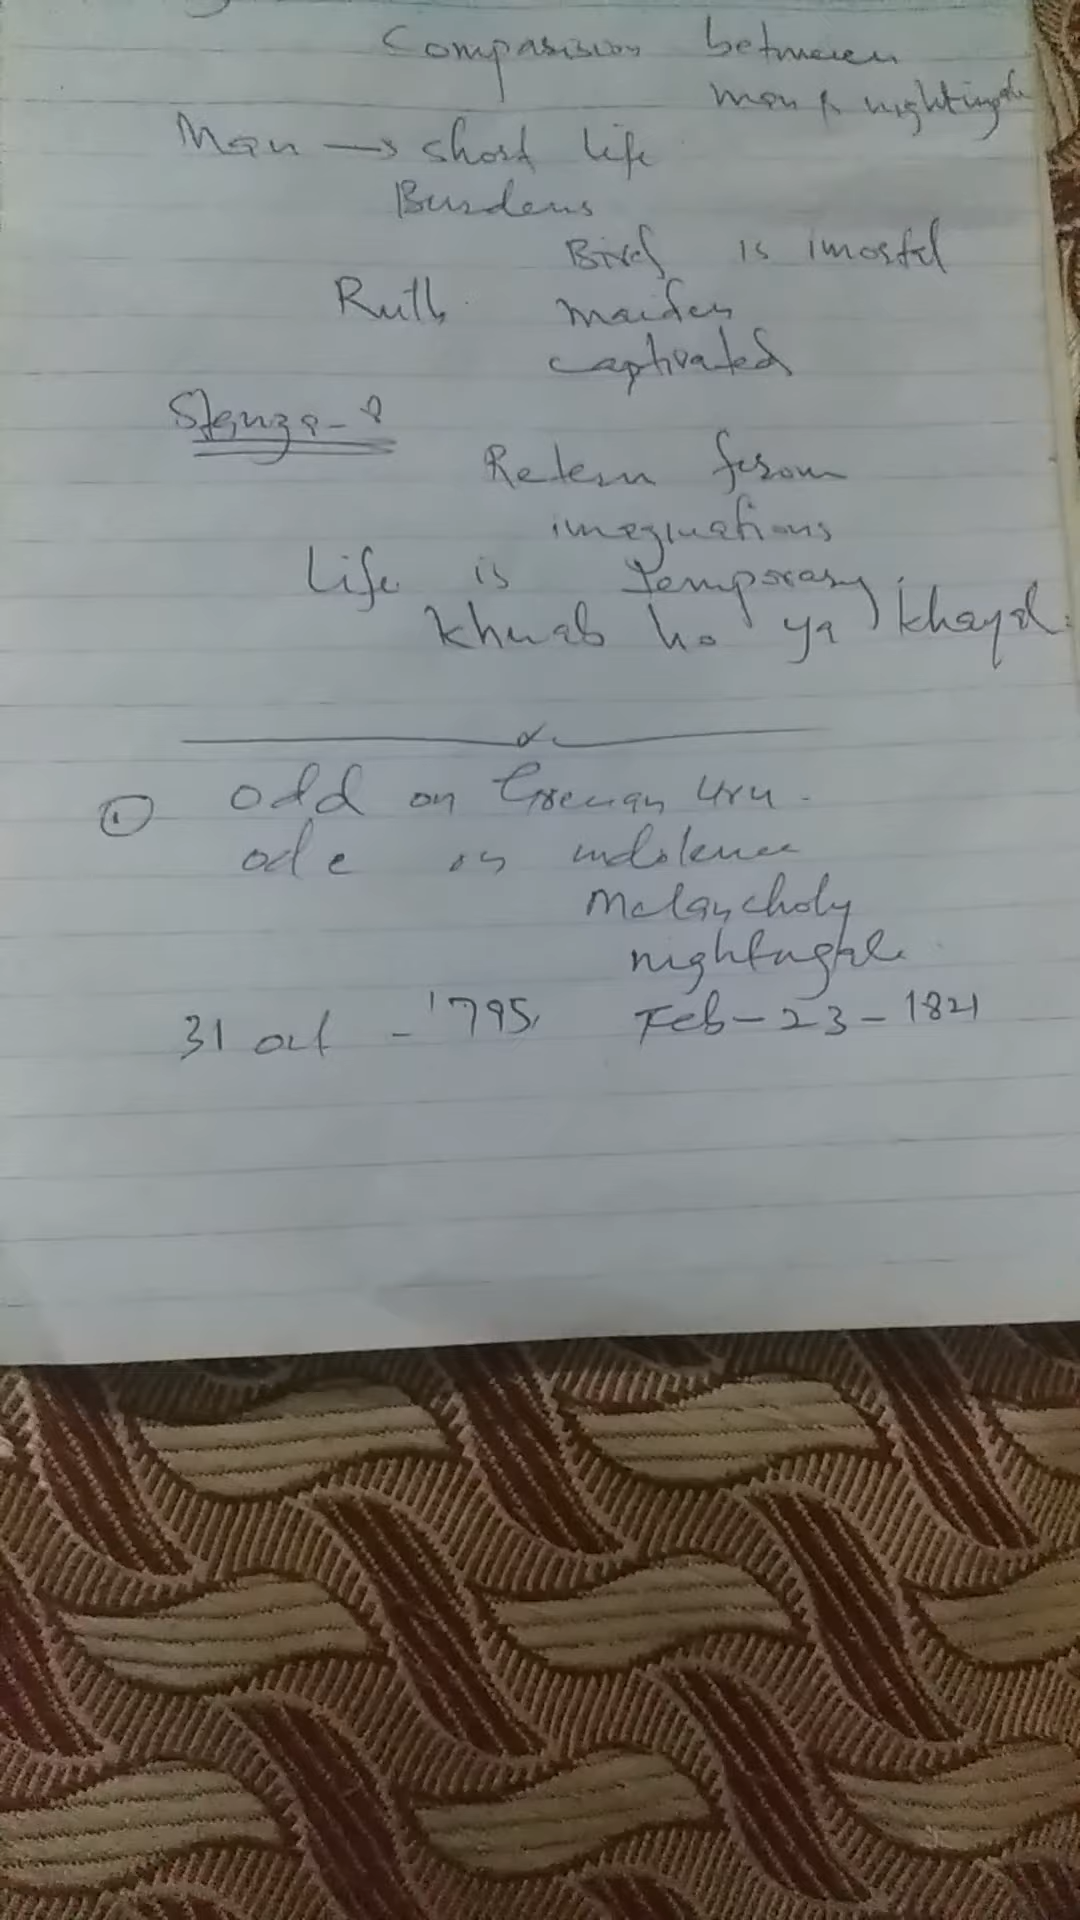 Comparision between
man & nightingale
Man → short life
Burdens
Bird is imortal
Ruth maiden
captivated
Stanza-8
Retern from
imaginations
Life is temporary.
khwab ho ya khayal.
① odd on Grecian urn.
ode on indolence
Melancholy
nightingale
31 oct - 1795, Feb-23-1821